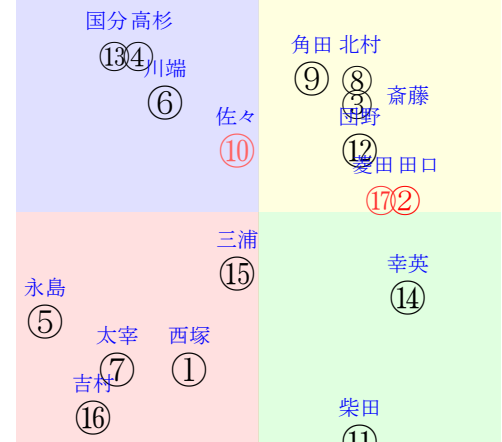 国分 高杉
⑬④
川端
⑥
佐々
⑩
角田 北村
⑨ ⑧
斎藤
③
団野
⑫
菱田 田口
⑰②
三浦
⑮
永島
⑤
太宰 西塚
⑦ ①
吉村
⑯
幸英
⑭
柴田
⑪